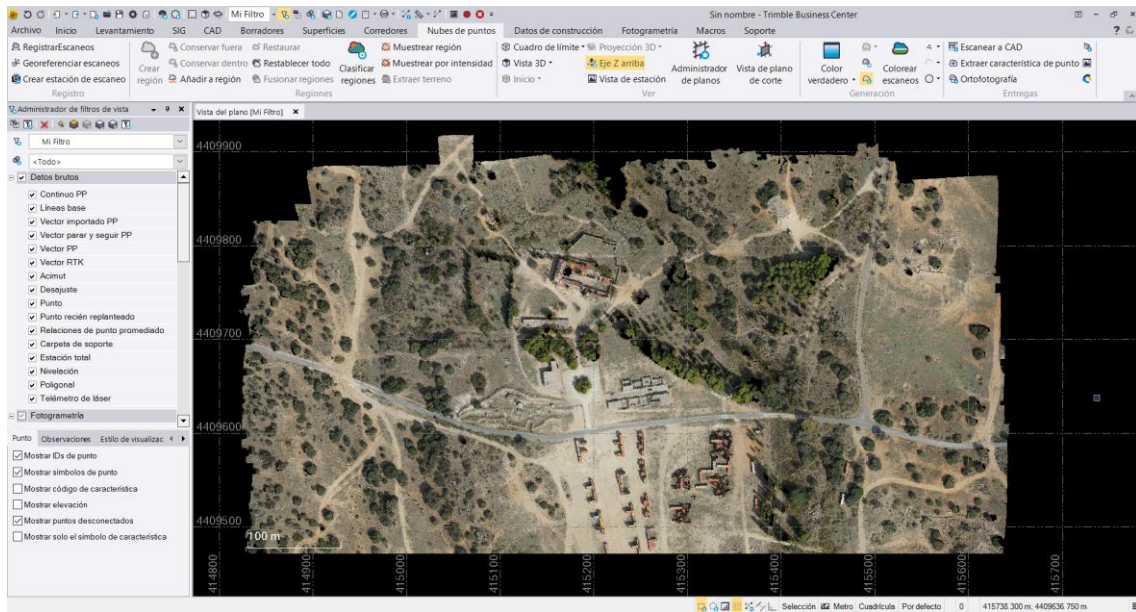 Mi Filtro
Sin nombre - Trimble Business Center
Archivo Inicio Levantamiento SIG CAD Borradores Superficies Corredores Nubes de puntos Datos de construcción Fotogrametría Macros Soporte
RegistrarEscaneos
Georeferenciar escaneos
Crear estación de escaneo
Registro
Crear región
Conservar fuera
Conservar dentro
Añadir a región
Restaurar
Restablecer todo
Fusionar regiones
Clasificar regiones
Muestrear región
Muestrear por intensidad
Extraer terreno
Regiones
Cuadro de límite
Vista 3D
Inicio
Proyección 3D
Eje Z arriba
Vista de estación
Administrador de planos
Vista de plano de corte
Ver
Color verdadero
Colorear escaneos
Generación
Escanear a CAD
Extraer característica de punto
Ortofotografía
Entregas
Administrador de filtros de vista
Mi Filtro
<Todo>
Datos brutos
Continuo PP
Líneas base
Vector importado PP
Vector parar y seguir PP
Vector PP
Vector RTK
Acimut
Desajuste
Punto
Punto recién replanteado
Relaciones de punto promediado
Carpeta de soporte
Estación total
Nivelación
Poligonal
Telémetro de láser
Fotogrametría
Punto Observaciones Estilo de visualizac
Mostrar IDs de punto
Mostrar símbolos de punto
Mostrar código de característica
Mostrar elevación
Mostrar puntos desconectados
Mostrar solo el símbolo de característica
Vista del plano [Mi Filtro]
4409900
4409800
4409700
4409600
4409500
100 m
414800
414900
415000
415100
415200
415300
415400
415500
415600
415700
Selección Metro Cuadrícula Por defecto 0 415738.300 m; 4409636.750 m